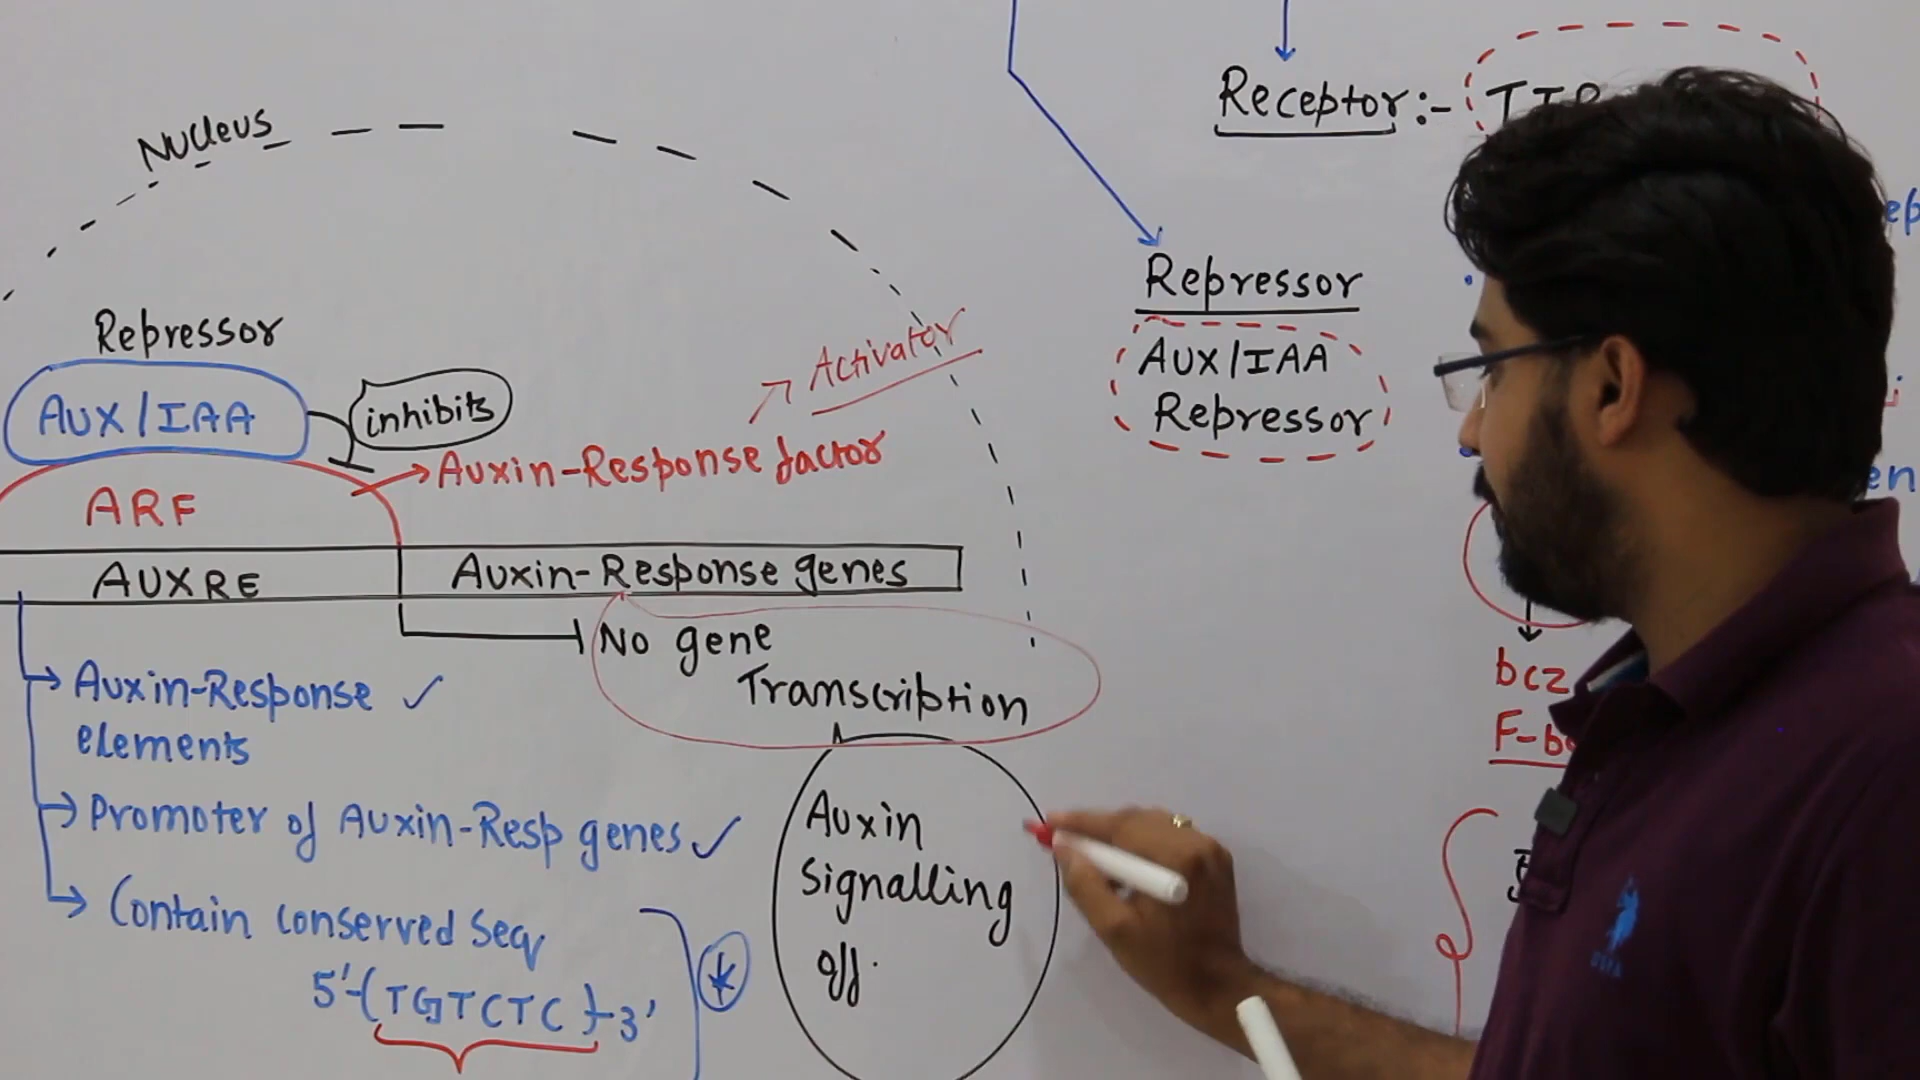 Nucleus
Repressor
AUX/IAA
inhibits
Activator
Auxin-Response factor
ARF
AUXRE
Auxin-Response genes
No gene
Transcription
Auxin-Response
elements
Promoter of Auxin-Resp genes
Contain conserved Seq
5'-(TGTCTC)-3'
Auxin
Signalling
off.
Receptor:-
Repressor
AUX/IAA
Repressor
bcz